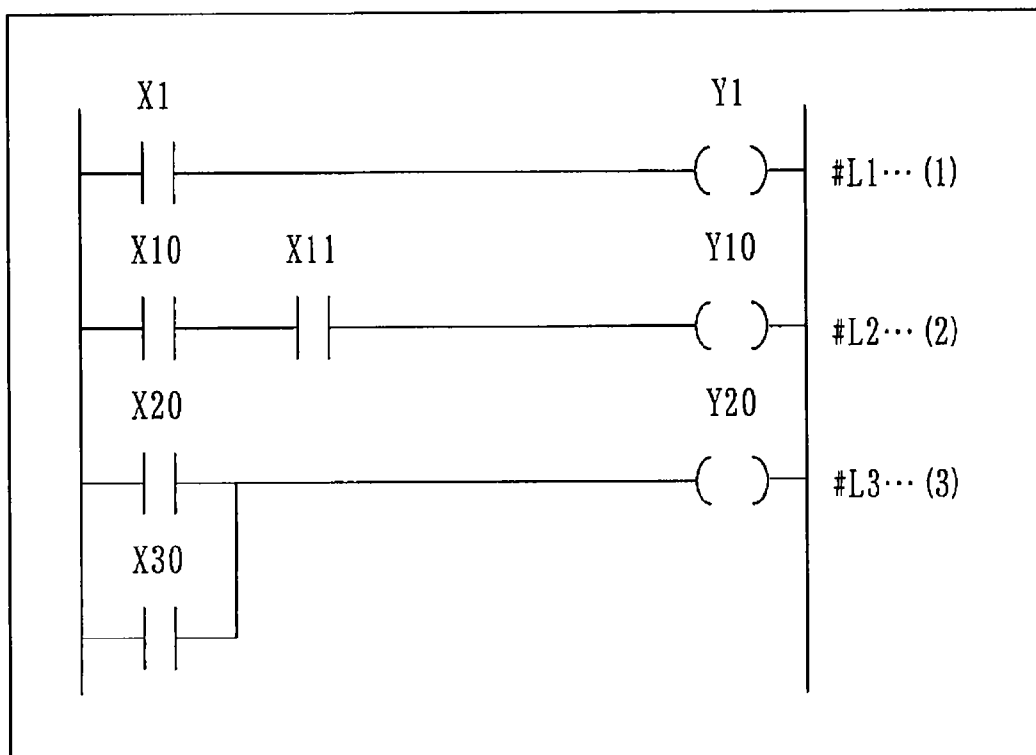 X1 Y1
#L1… (1)
X10 X11 Y10
#L2… (2)
X20 Y20
#L3… (3)
X30